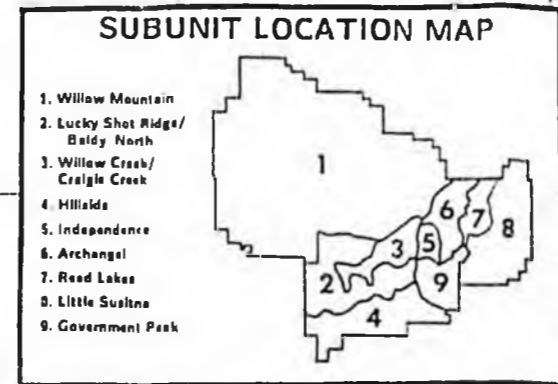 SUBUNIT LOCATION MAP
1. Willow Mountain
2. Lucky Shot Ridge/
Baldy North
3. Willow Creek/
Craigie Creek
4. Hillside
5. Independence
6. Archangel
7. Reed Lakes
8. Little Susitna
9. Government Peak
1
2
3
4
5
6
7
8
9